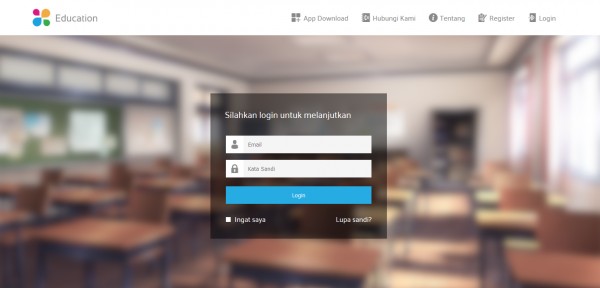 Education
App Download
Hubungi Kami
Tentang
Register
Login
Silahkan login untuk melanjutkan
Email
Kata Sandi
Login
Ingat saya
Lupa sandi?